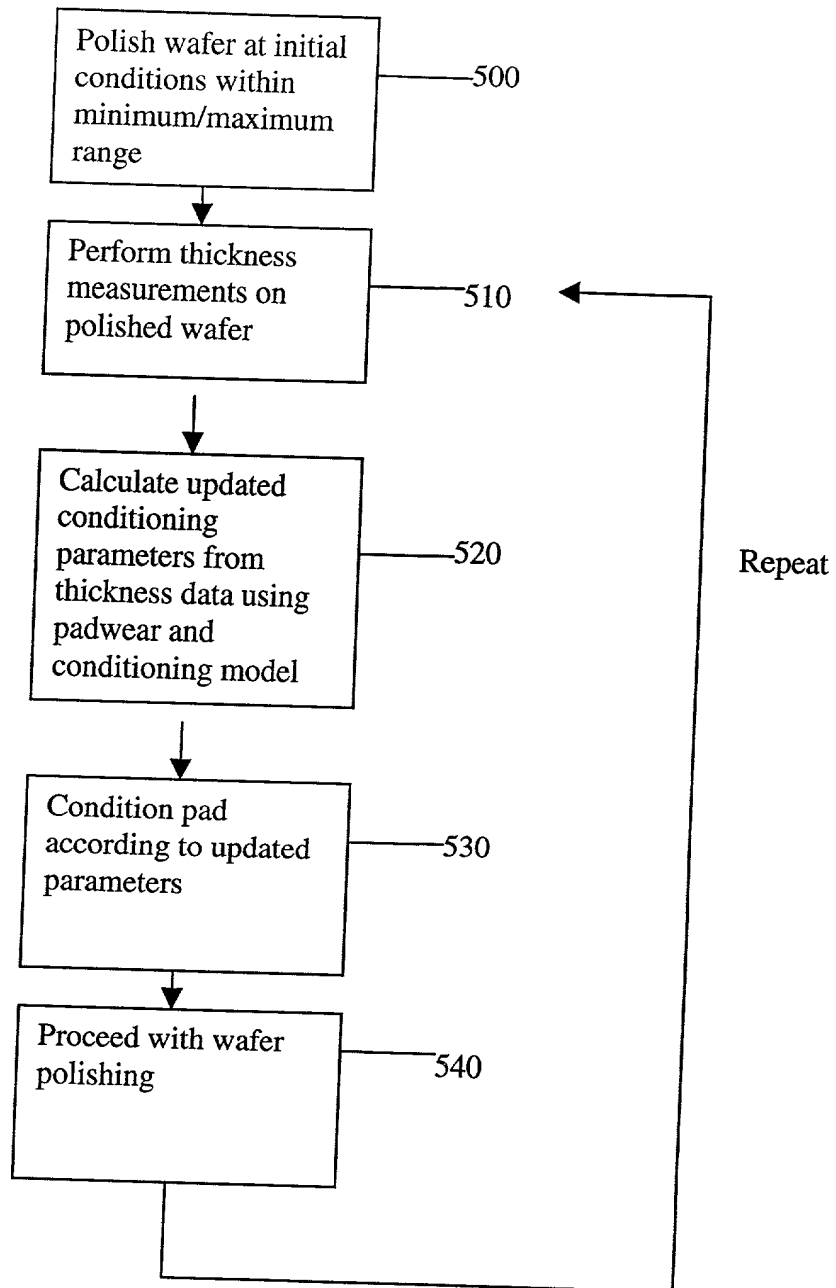 Polish wafer at initial
conditions within
minimum/maximum
range
500
Perform thickness
measurements on
polished wafer
510
Calculate updated
conditioning
parameters from
thickness data using
padwear and
conditioning model
520
Repeat
Condition pad
according to updated
parameters
530
Proceed with wafer
polishing
540